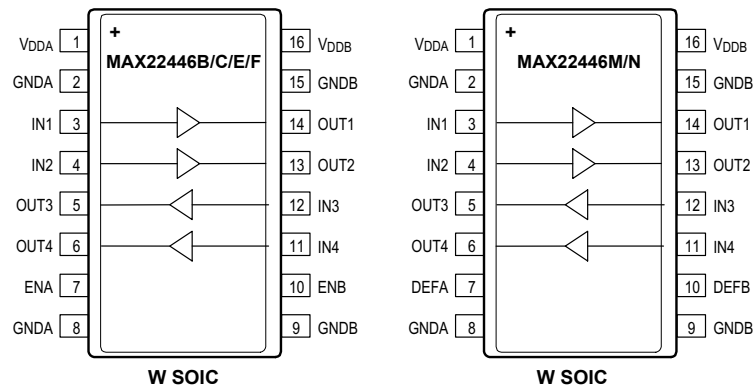 +
MAX22446B/C/E/F
VDDA 1 16 VDDB
GNDA 2 15 GNDB
IN1 3 14 OUT1
IN2 4 13 OUT2
OUT3 5 12 IN3
OUT4 6 11 IN4
ENA 7 10 ENB
GNDA 8 9 GNDB
W SOIC
+
MAX22446M/N
VDDA 1 16 VDDB
GNDA 2 15 GNDB
IN1 3 14 OUT1
IN2 4 13 OUT2
OUT3 5 12 IN3
OUT4 6 11 IN4
DEFA 7 10 DEFB
GNDA 8 9 GNDB
W SOIC